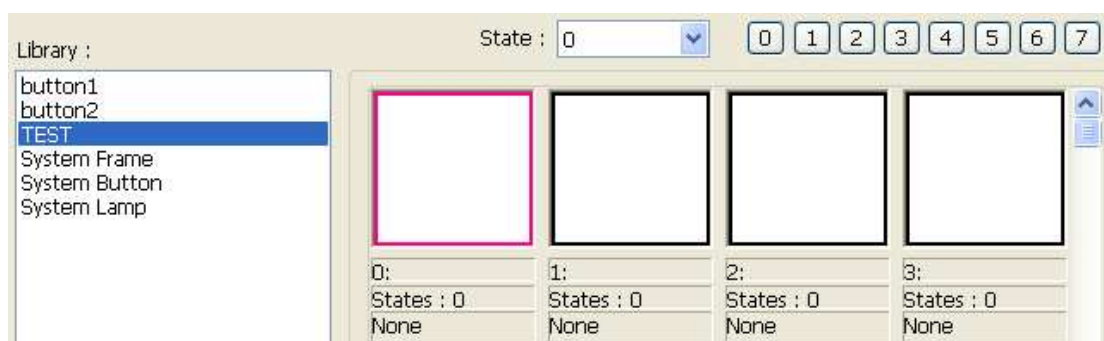 Library :
State : 0
0 1 2 3 4 5 6 7
button1
button2
TEST
System Frame
System Button
System Lamp
0: 1: 2: 3:
States : 0 States : 0 States : 0 States : 0
None None None None